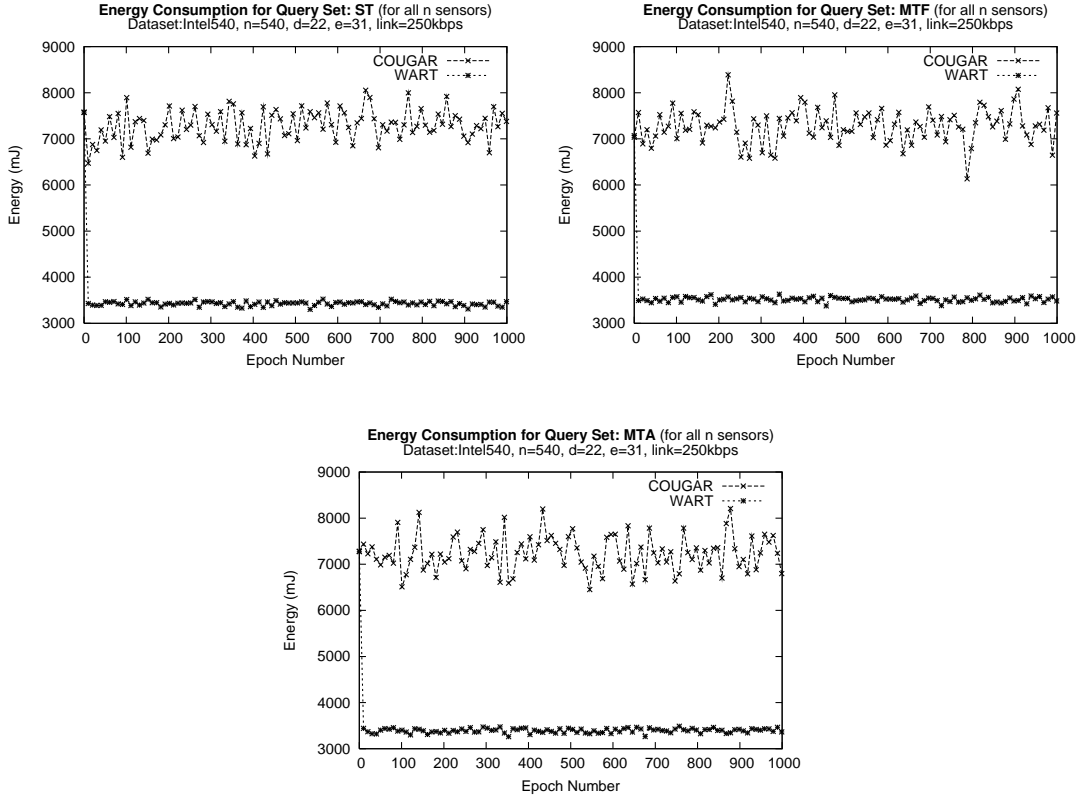 Energy Consumption for Query Set: ST (for all n sensors)
Dataset:Intel540, n=540, d=22, e=31, link=250kbps
9000
8000
7000
6000
5000
4000
3000
Energy (mJ)
COUGAR
WART
0 100 200 300 400 500 600 700 800 900 1000
Epoch Number
Energy Consumption for Query Set: MTF (for all n sensors)
Dataset:Intel540, n=540, d=22, e=31, link=250kbps
9000
8000
7000
6000
5000
4000
3000
Energy (mJ)
COUGAR
WART
0 100 200 300 400 500 600 700 800 900 1000
Epoch Number
Energy Consumption for Query Set: MTA (for all n sensors)
Dataset:Intel540, n=540, d=22, e=31, link=250kbps
9000
8000
7000
6000
5000
4000
3000
Energy (mJ)
COUGAR
WART
0 100 200 300 400 500 600 700 800 900 1000
Epoch Number